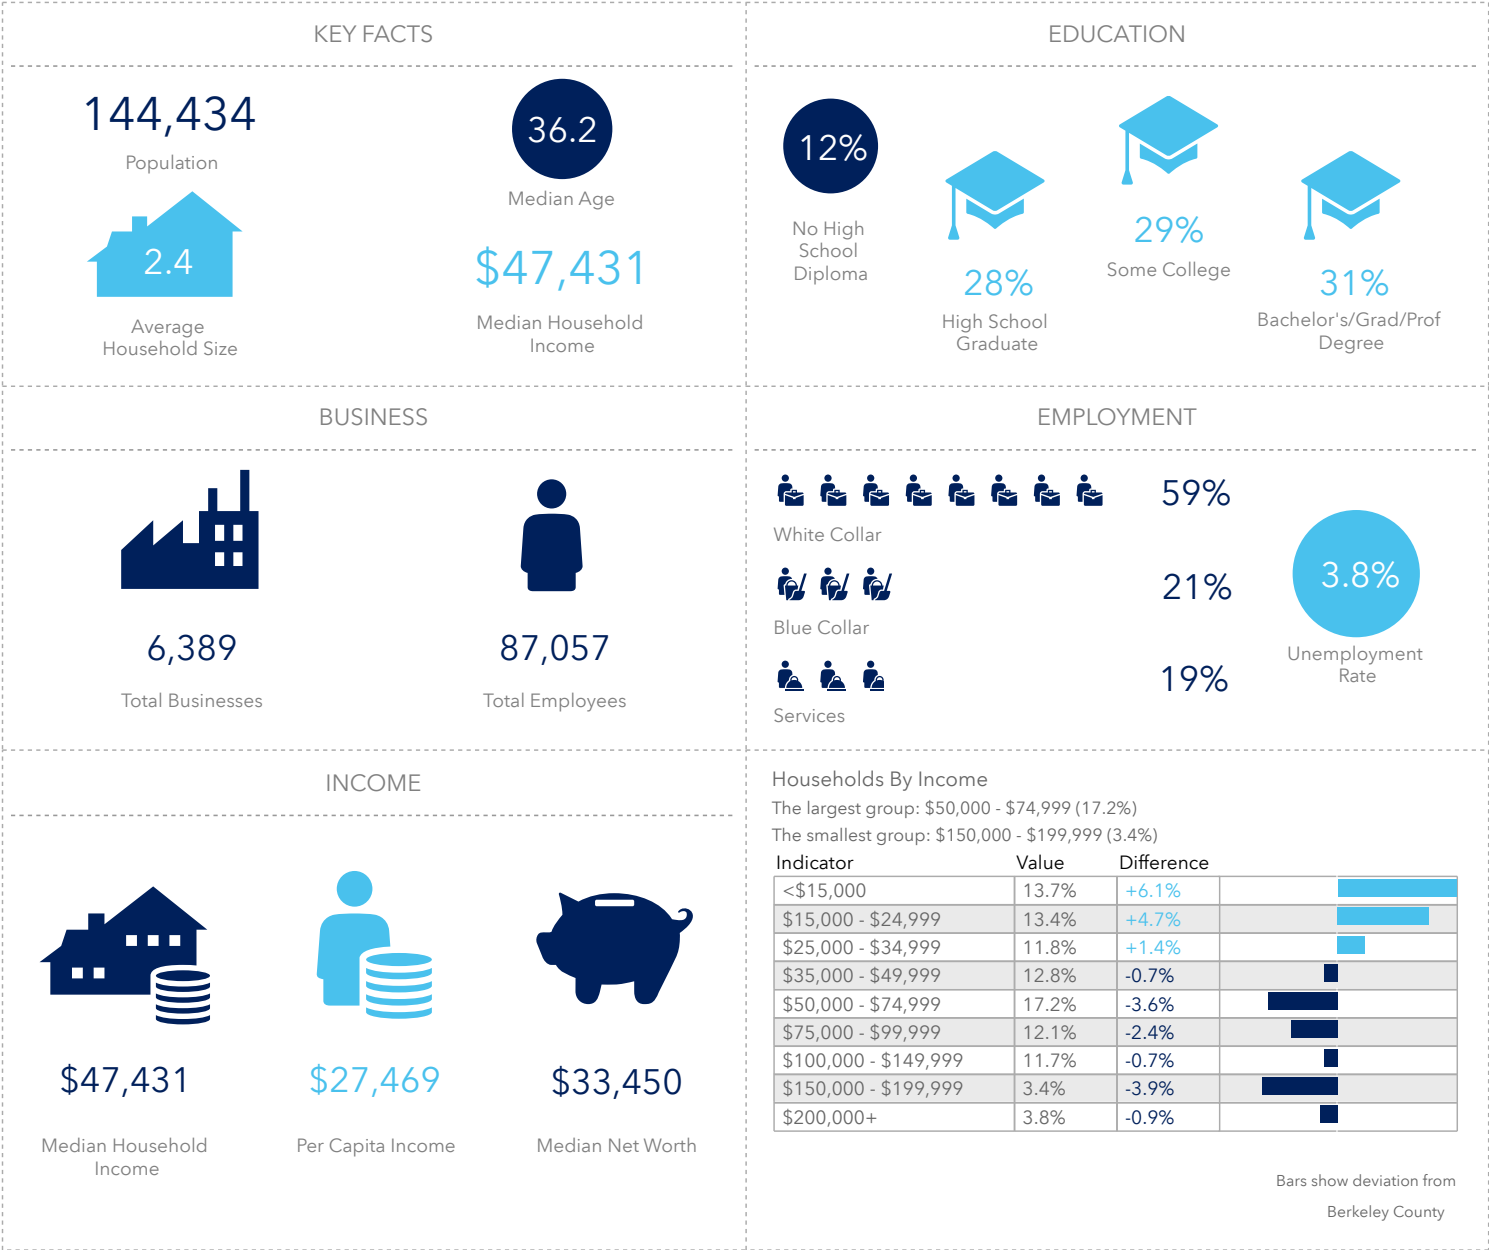 KEY FACTS
144,434
Population
36.2
Median Age
2.4
Average
Household Size
$47,431
Median Household
Income
EDUCATION
12%
No High
School
Diploma
28%
High School
Graduate
29%
Some College
31%
Bachelor's/Grad/Prof
Degree
BUSINESS
6,389
Total Businesses
87,057
Total Employees
EMPLOYMENT
59%
White Collar
21%
Blue Collar
19%
Services
3.8%
Unemployment
Rate
INCOME
$47,431
Median Household
Income
$27,469
Per Capita Income
$33,450
Median Net Worth
Households By Income
The largest group: $50,000 - $74,999 (17.2%)
The smallest group: $150,000 - $199,999 (3.4%)
Indicator Value Difference
<$15,000 13.7% +6.1%
$15,000 - $24,999 13.4% +4.7%
$25,000 - $34,999 11.8% +1.4%
$35,000 - $49,999 12.8% -0.7%
$50,000 - $74,999 17.2% -3.6%
$75,000 - $99,999 12.1% -2.4%
$100,000 - $149,999 11.7% -0.7%
$150,000 - $199,999 3.4% -3.9%
$200,000+ 3.8% -0.9%
Bars show deviation from
Berkeley County